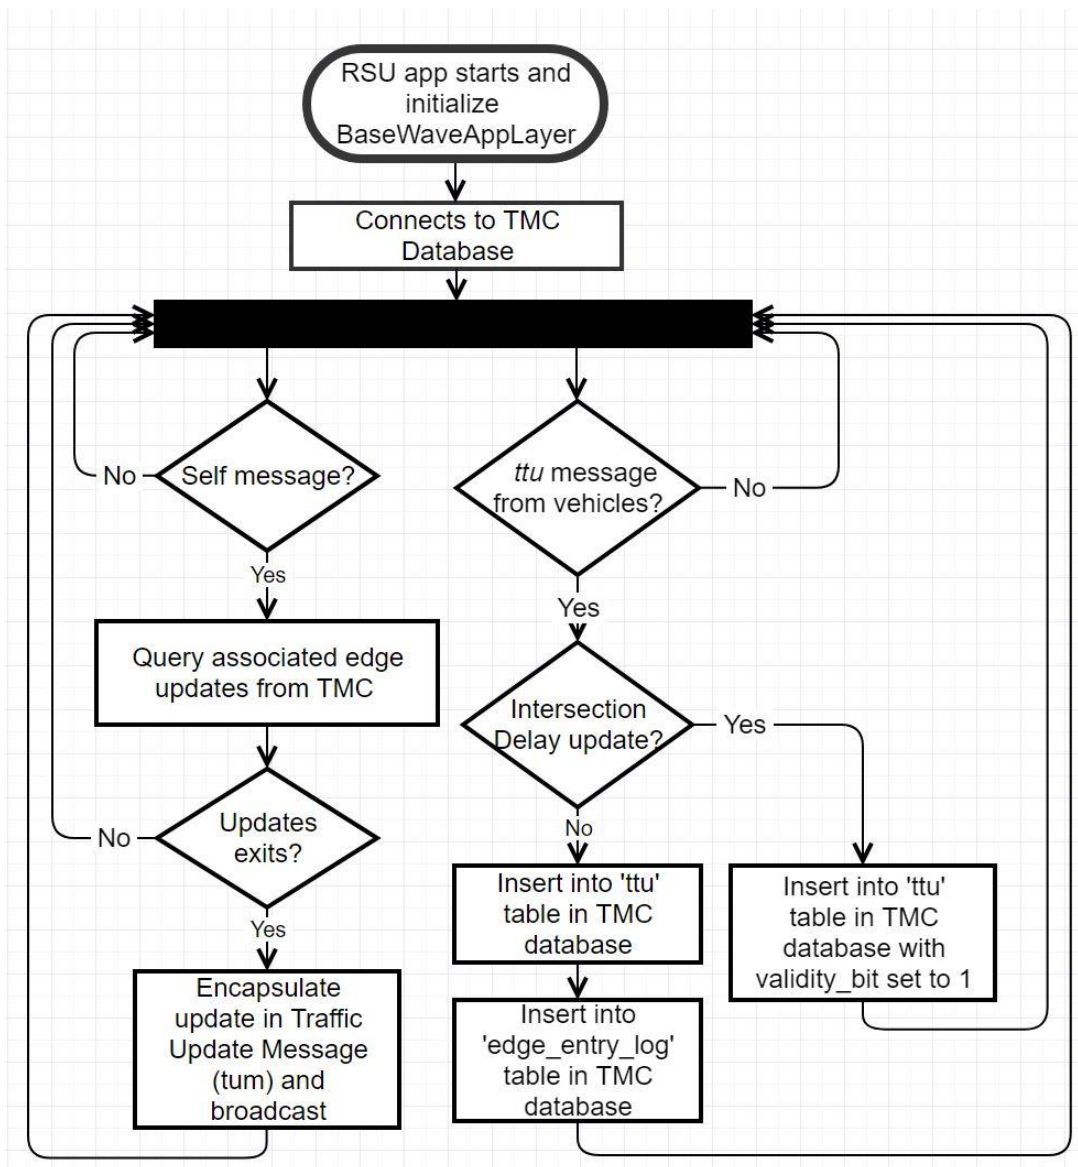 RSU app starts and
initialize
BaseWaveAppLayer
Connects to TMC
Database
Self message?
No
Yes
Query associated edge
updates from TMC
Updates
exits?
No
Yes
Encapsulate
update in Traffic
Update Message
(tum) and
broadcast
ttu message
from vehicles?
No
Yes
Intersection
Delay update?
Yes
No
Insert into 'ttu'
table in TMC
database
Insert into
'edge_entry_log'
table in TMC
database
Insert into 'ttu'
table in TMC
database with
validity_bit set to 1